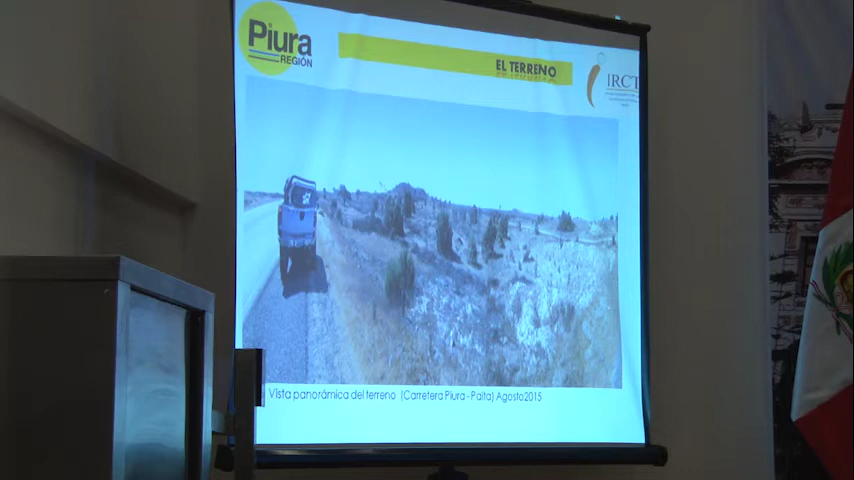 Piura
REGIÓN
EL TERRENO
IRCT
Vista panorámica del terreno (Carretera Piura - Paita) Agosto2015